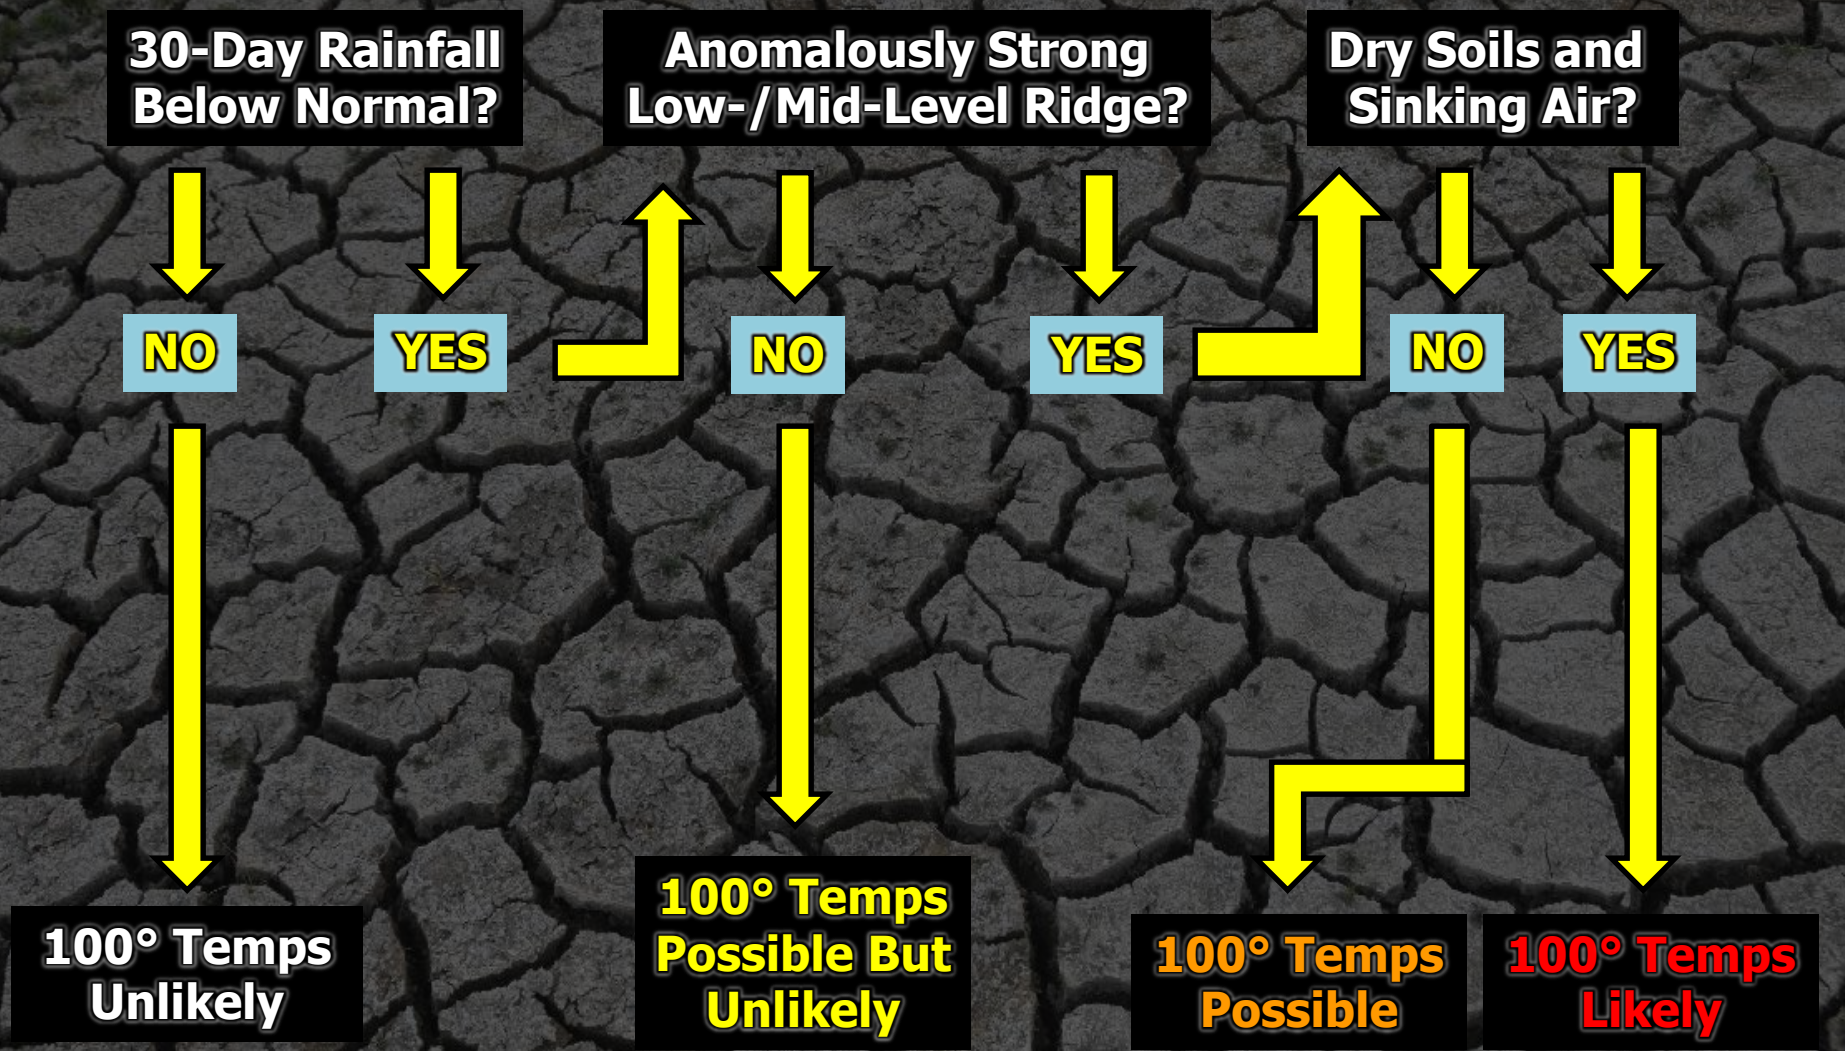 30-Day Rainfall
Below Normal?
Anomalously Strong
Low-/Mid-Level Ridge?
Dry Soils and
Sinking Air?
NO
YES
NO
YES
NO
YES
100° Temps
Unlikely
100° Temps
Possible But
Unlikely
100° Temps
Possible
100° Temps
Likely